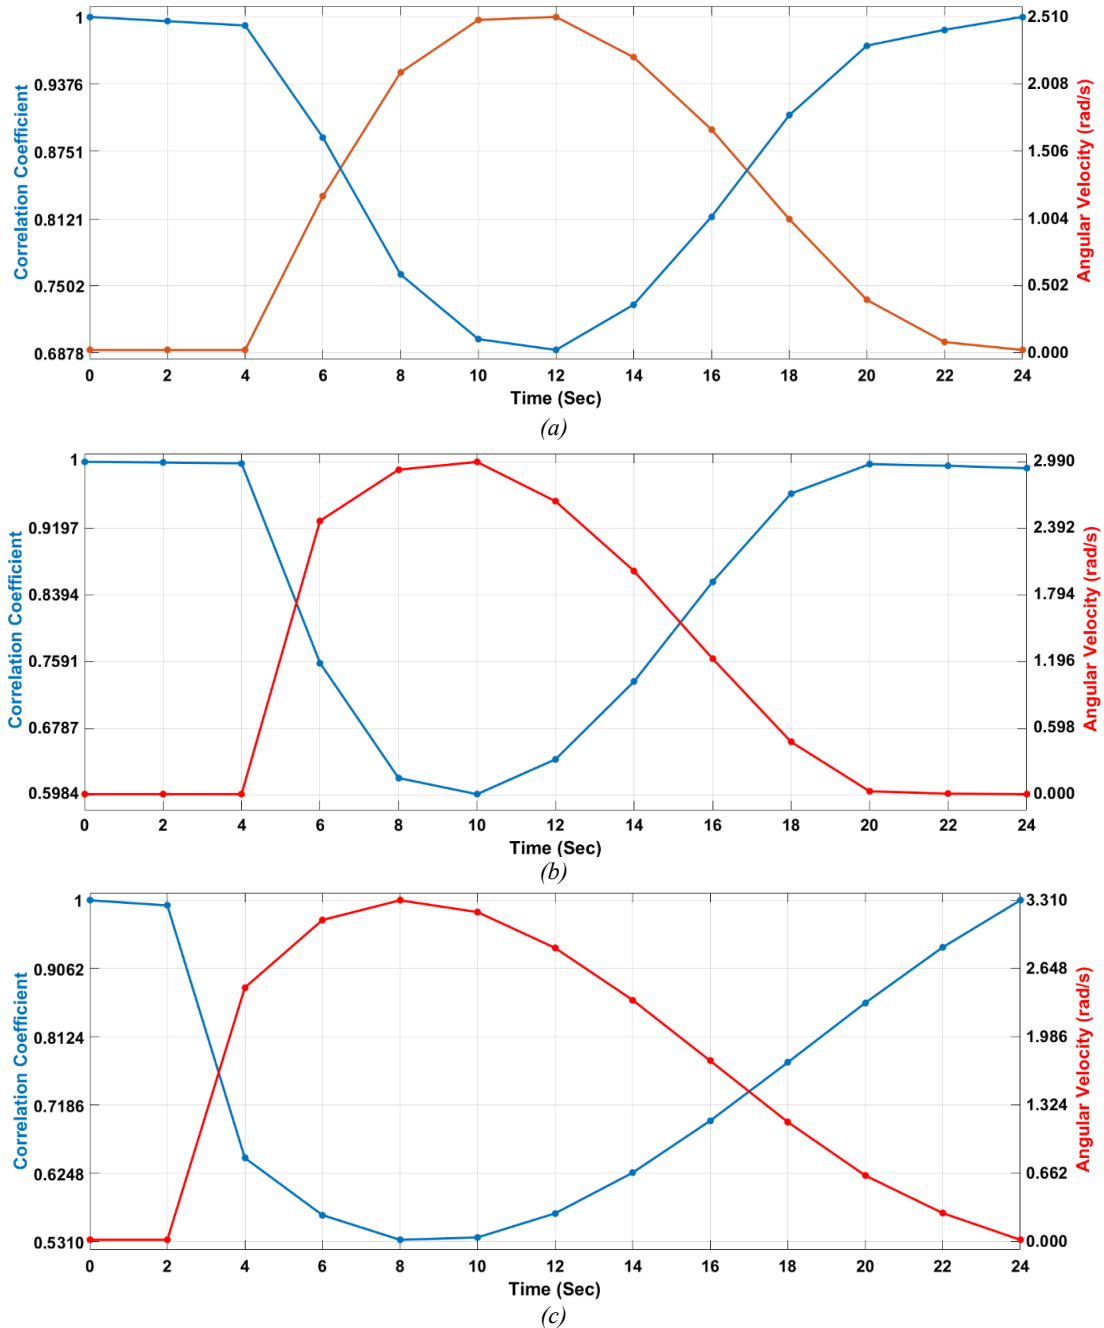 1
0.9376
0.8751
0.8121
0.7502
0.6878
Correlation Coefficient
2.510
2.008
1.506
1.004
0.502
0.000
Angular Velocity (rad/s)
0 2 4 6 8 10 12 14 16 18 20 22 24
Time (Sec)
(a)
1
0.9197
0.8394
0.7591
0.6787
0.5984
Correlation Coefficient
2.990
2.392
1.794
1.196
0.598
0.000
Angular Velocity (rad/s)
0 2 4 6 8 10 12 14 16 18 20 22 24
Time (Sec)
(b)
1
0.9062
0.8124
0.7186
0.6248
0.5310
Correlation Coefficient
3.310
2.648
1.986
1.324
0.662
0.000
Angular Velocity (rad/s)
0 2 4 6 8 10 12 14 16 18 20 22 24
Time (Sec)
(c)